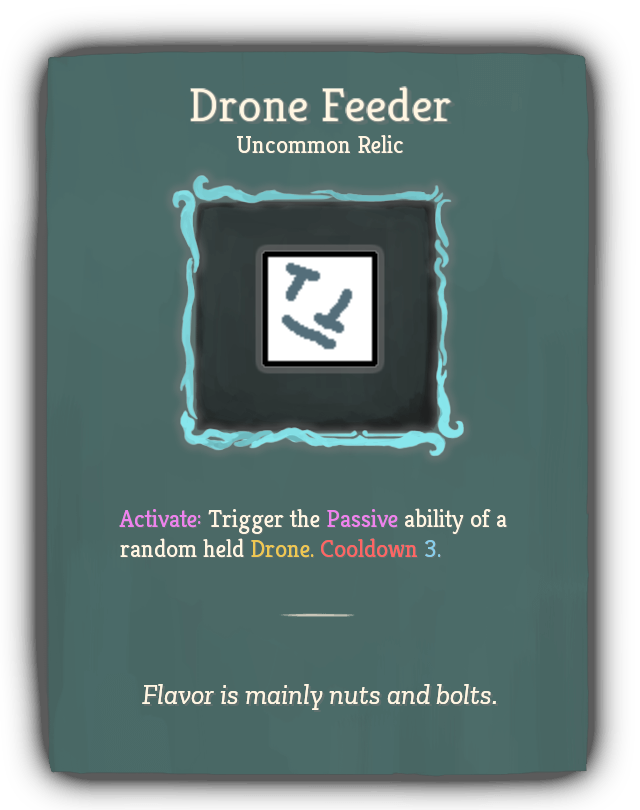 Drone Feeder
Uncommon Relic
Activate: Trigger the Passive ability of a
random held Drone. Cooldown 3.
Flavor is mainly nuts and bolts.